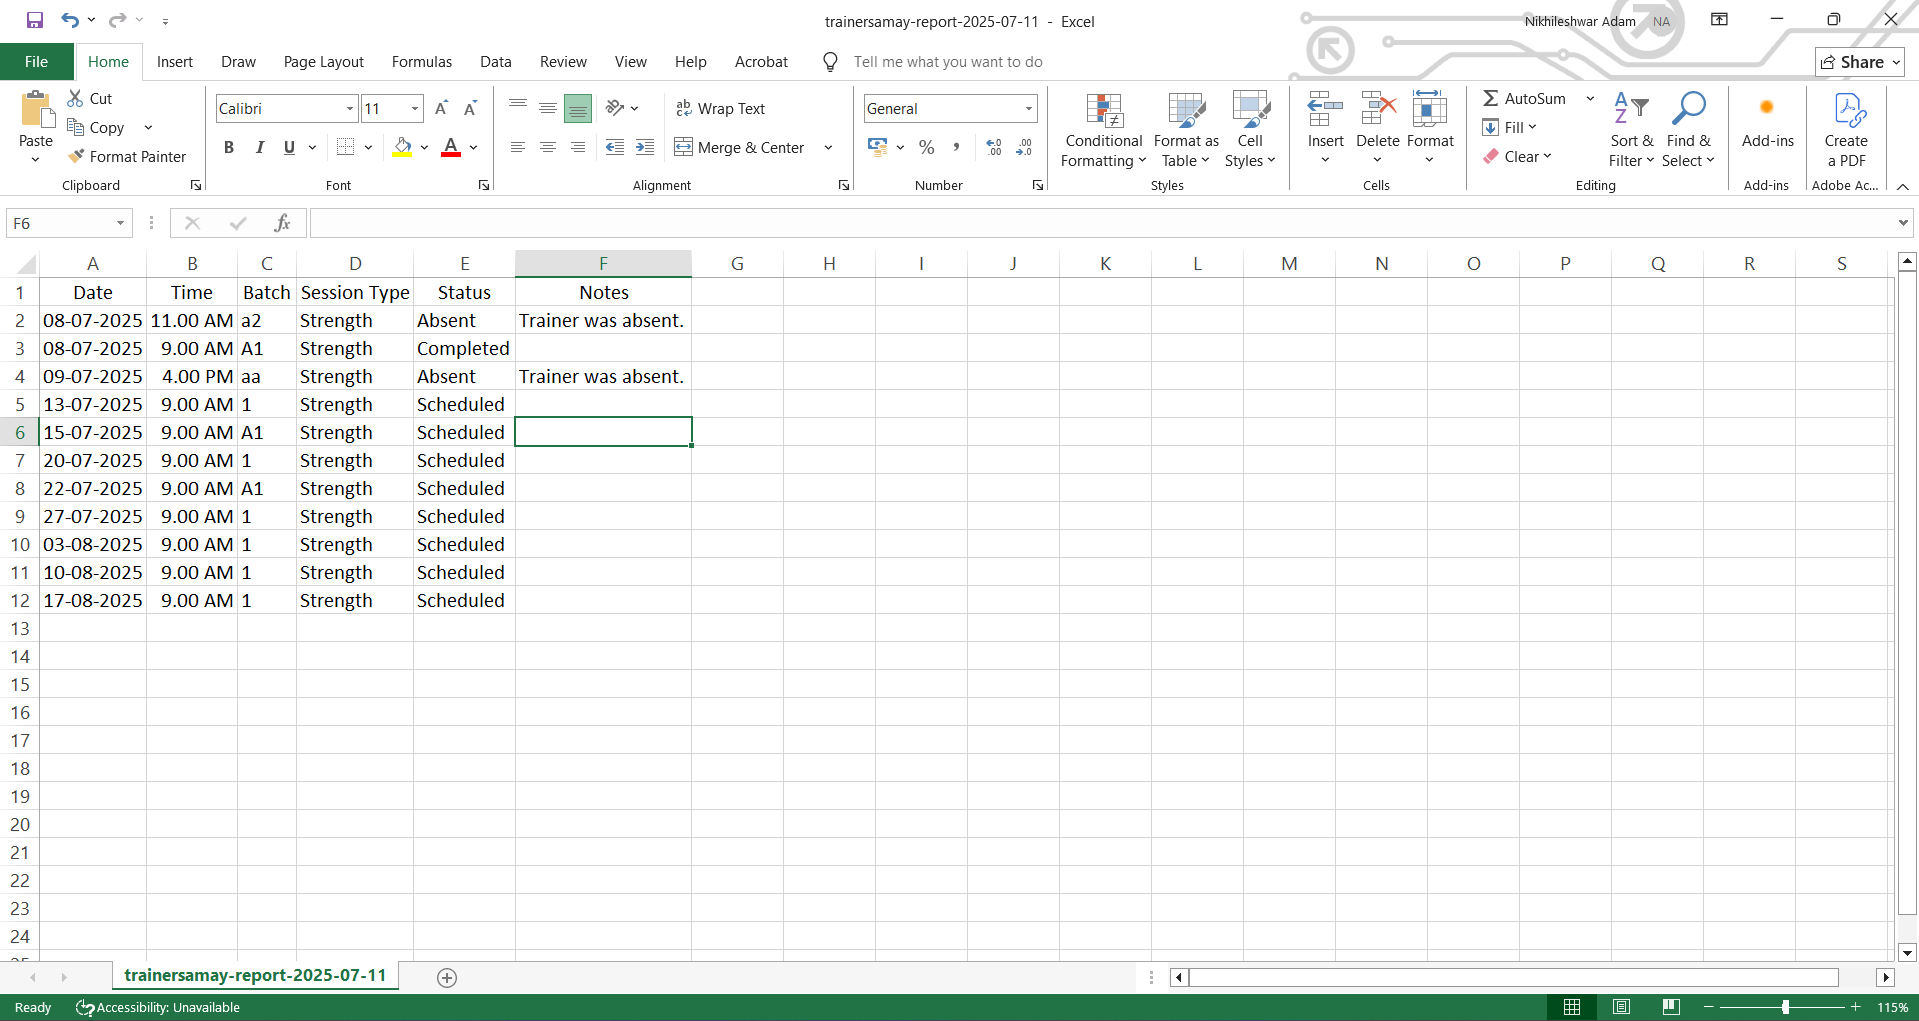 trainersamay-report-2025-07-11 - Excel
Nikhileshwar Adam NA
File Home Insert Draw Page Layout Formulas Data Review View Help Acrobat Tell me what you want to do Share
Paste
Cut
Copy
Format Painter
Clipboard
Calibri 11
B I U
Font
Wrap Text
Merge & Center
Alignment
General
Number
Conditional Formatting
Format as Table
Cell Styles
Styles
Insert Delete Format
Cells
AutoSum
Fill
Clear
Sort & Filter
Find & Select
Editing
Add-ins
Add-ins
Create a PDF
Adobe Ac...
F6 fx
A B C D E F G H I J K L M N O P Q R S
1 Date Time Batch Session Type Status Notes
2 08-07-2025 11.00 AM a2 Strength Absent Trainer was absent.
3 08-07-2025 9.00 AM A1 Strength Completed
4 09-07-2025 4.00 PM aa Strength Absent Trainer was absent.
5 13-07-2025 9.00 AM 1 Strength Scheduled
6 15-07-2025 9.00 AM A1 Strength Scheduled
7 20-07-2025 9.00 AM 1 Strength Scheduled
8 22-07-2025 9.00 AM A1 Strength Scheduled
9 27-07-2025 9.00 AM 1 Strength Scheduled
10 03-08-2025 9.00 AM 1 Strength Scheduled
11 10-08-2025 9.00 AM 1 Strength Scheduled
12 17-08-2025 9.00 AM 1 Strength Scheduled
13
14
15
16
17
18
19
20
21
22
23
24
trainersamay-report-2025-07-11
Ready Accessibility: Unavailable 115%